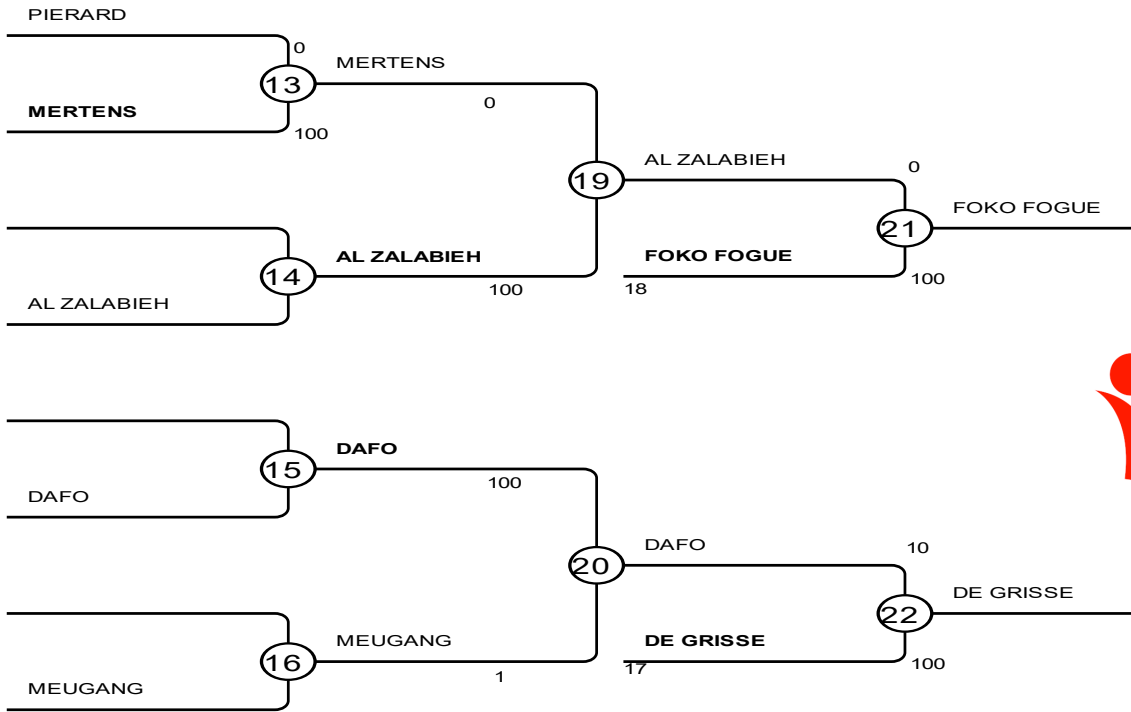 PIERARD
0
13
MERTENS
MERTENS
0
100
19
AL ZALABIEH
0
21
FOKO FOGUE
14
AL ZALABIEH
100
FOKO FOGUE
18
100
AL ZALABIEH
15
DAFO
100
DAFO
20
DAFO
10
22
DE GRISSE
16
MEUGANG
1
DE GRISSE
17
100
MEUGANG